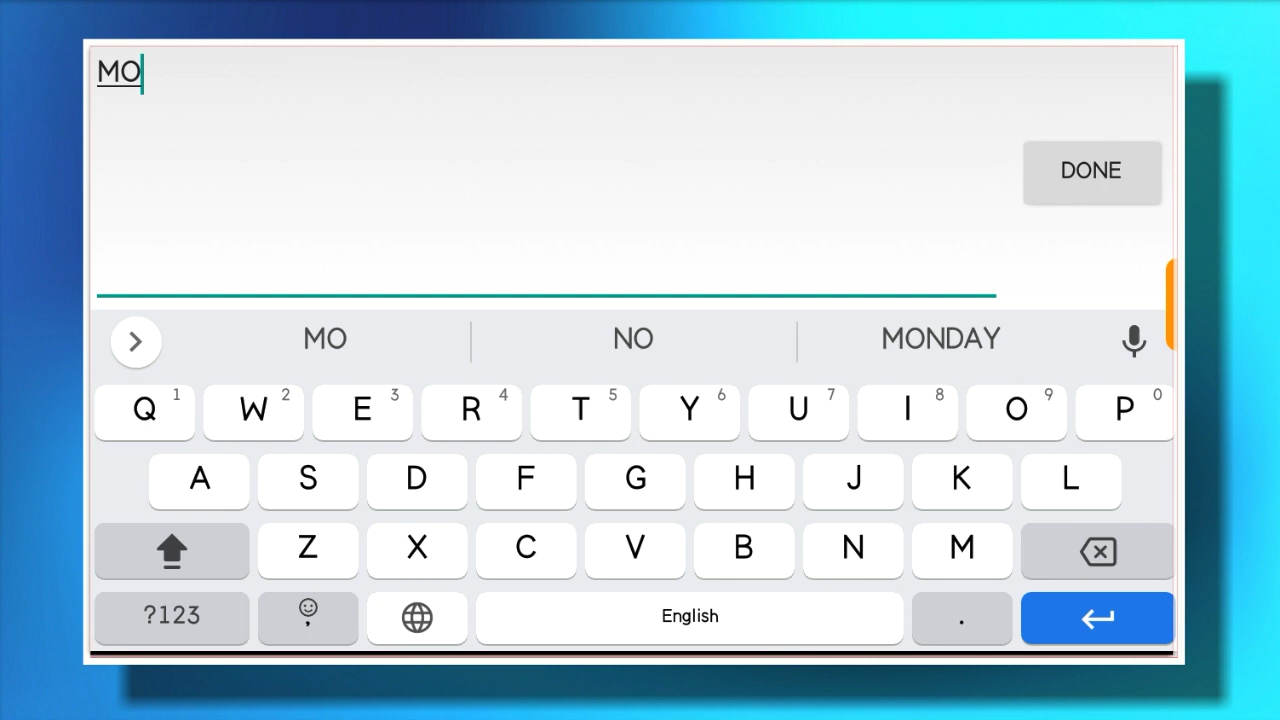 MO
DONE
MO NO MONDAY
Q 1 W 2 E 3 R 4 T 5 Y 6 U 7 I 8 O 9 P 0
A S D F G H J K L
Z X C V B N M
?123 , English .